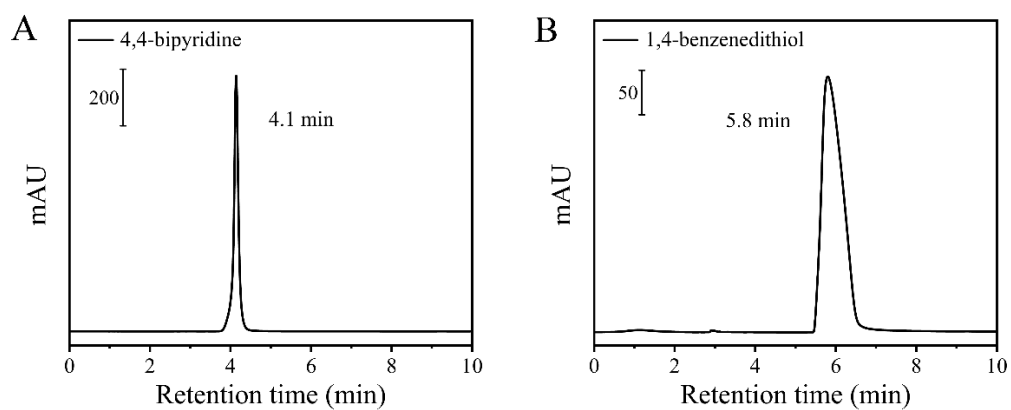 A
4,4-bipyridine
200
4.1 min
mAU
0 2 4 6 8 10
Retention time (min)
B
1,4-benzenedithiol
50
5.8 min
mAU
0 2 4 6 8 10
Retention time (min)